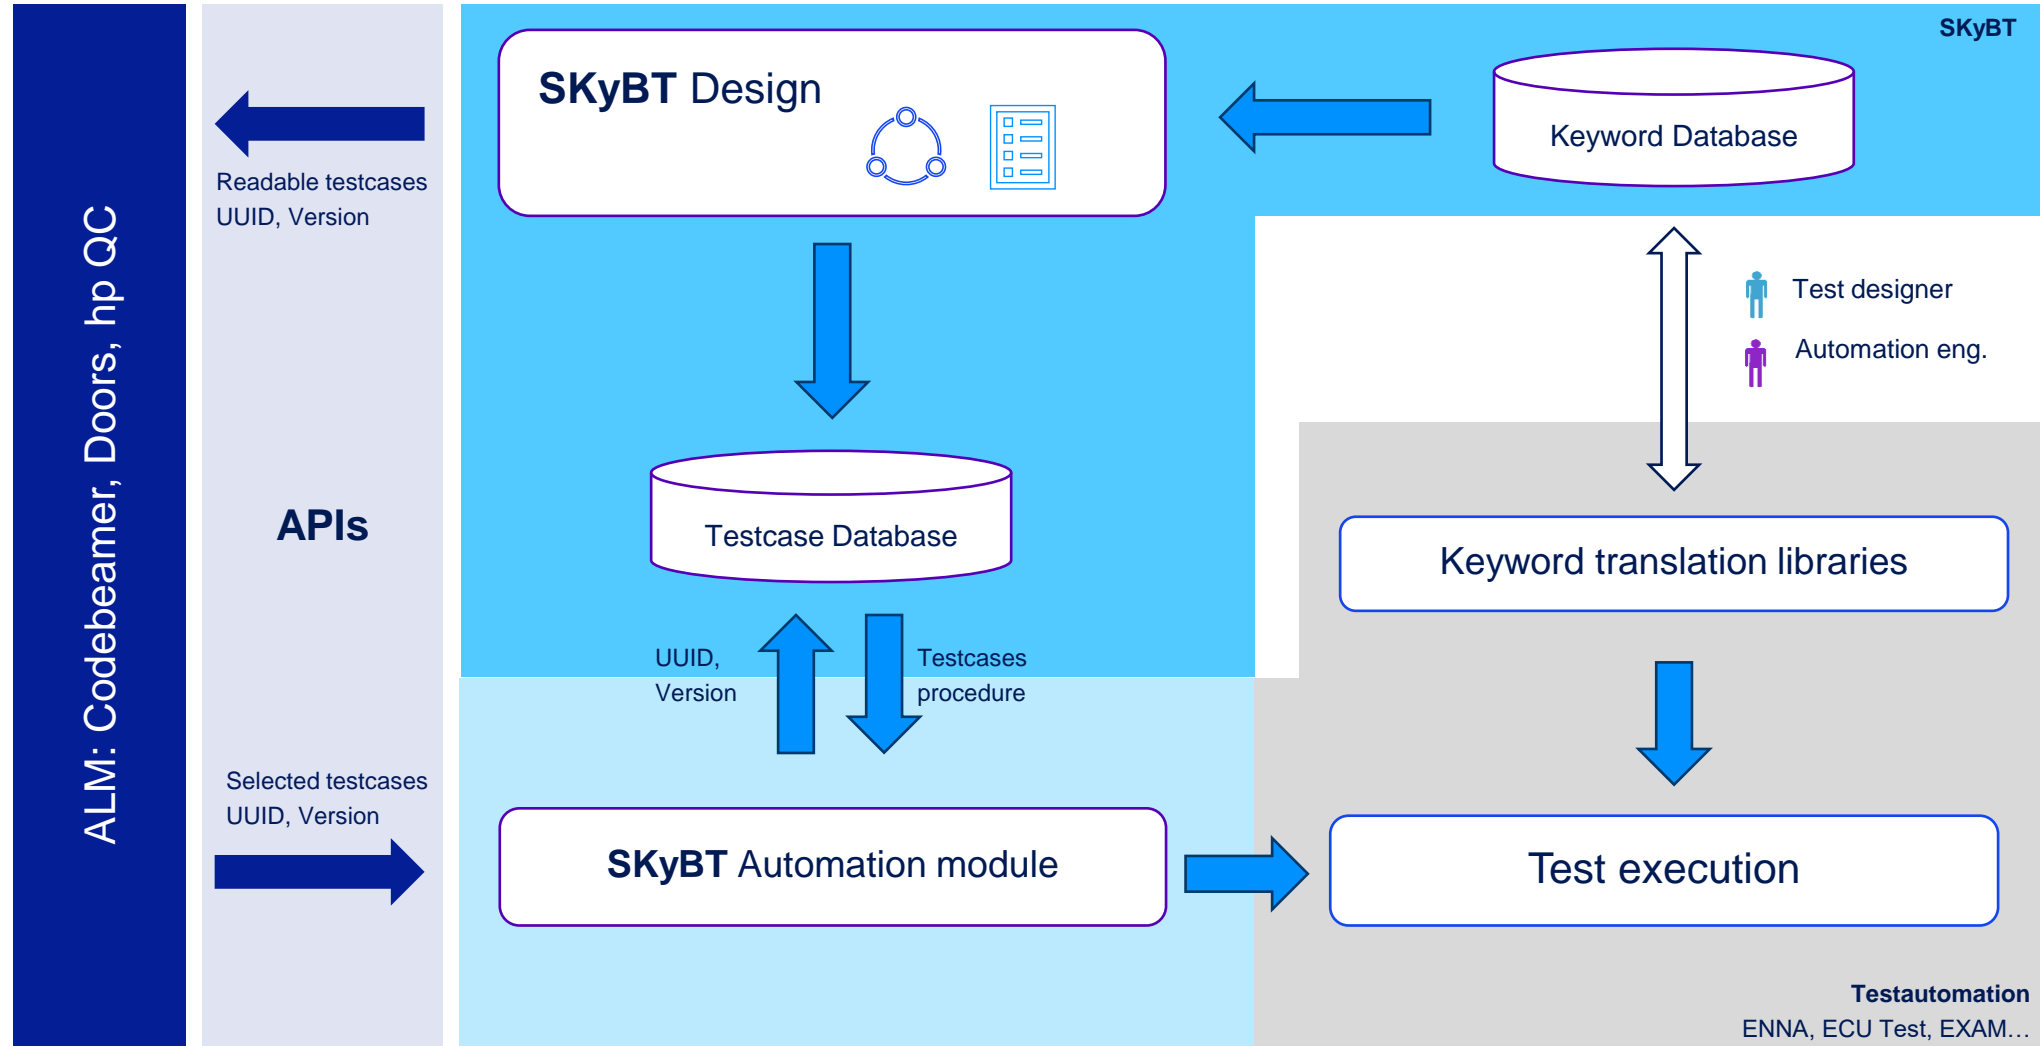 ALM: Codebeamer, Doors, hp QC
Readable testcases
UUID, Version
APIs
Selected testcases
UUID, Version
SKyBT
SKyBT Design
Keyword Database
Test designer
Automation eng.
Testcase Database
Keyword translation libraries
UUID,
Version
Testcases
procedure
SKyBT Automation module
Test execution
Testautomation
ENNA, ECU Test, EXAM…